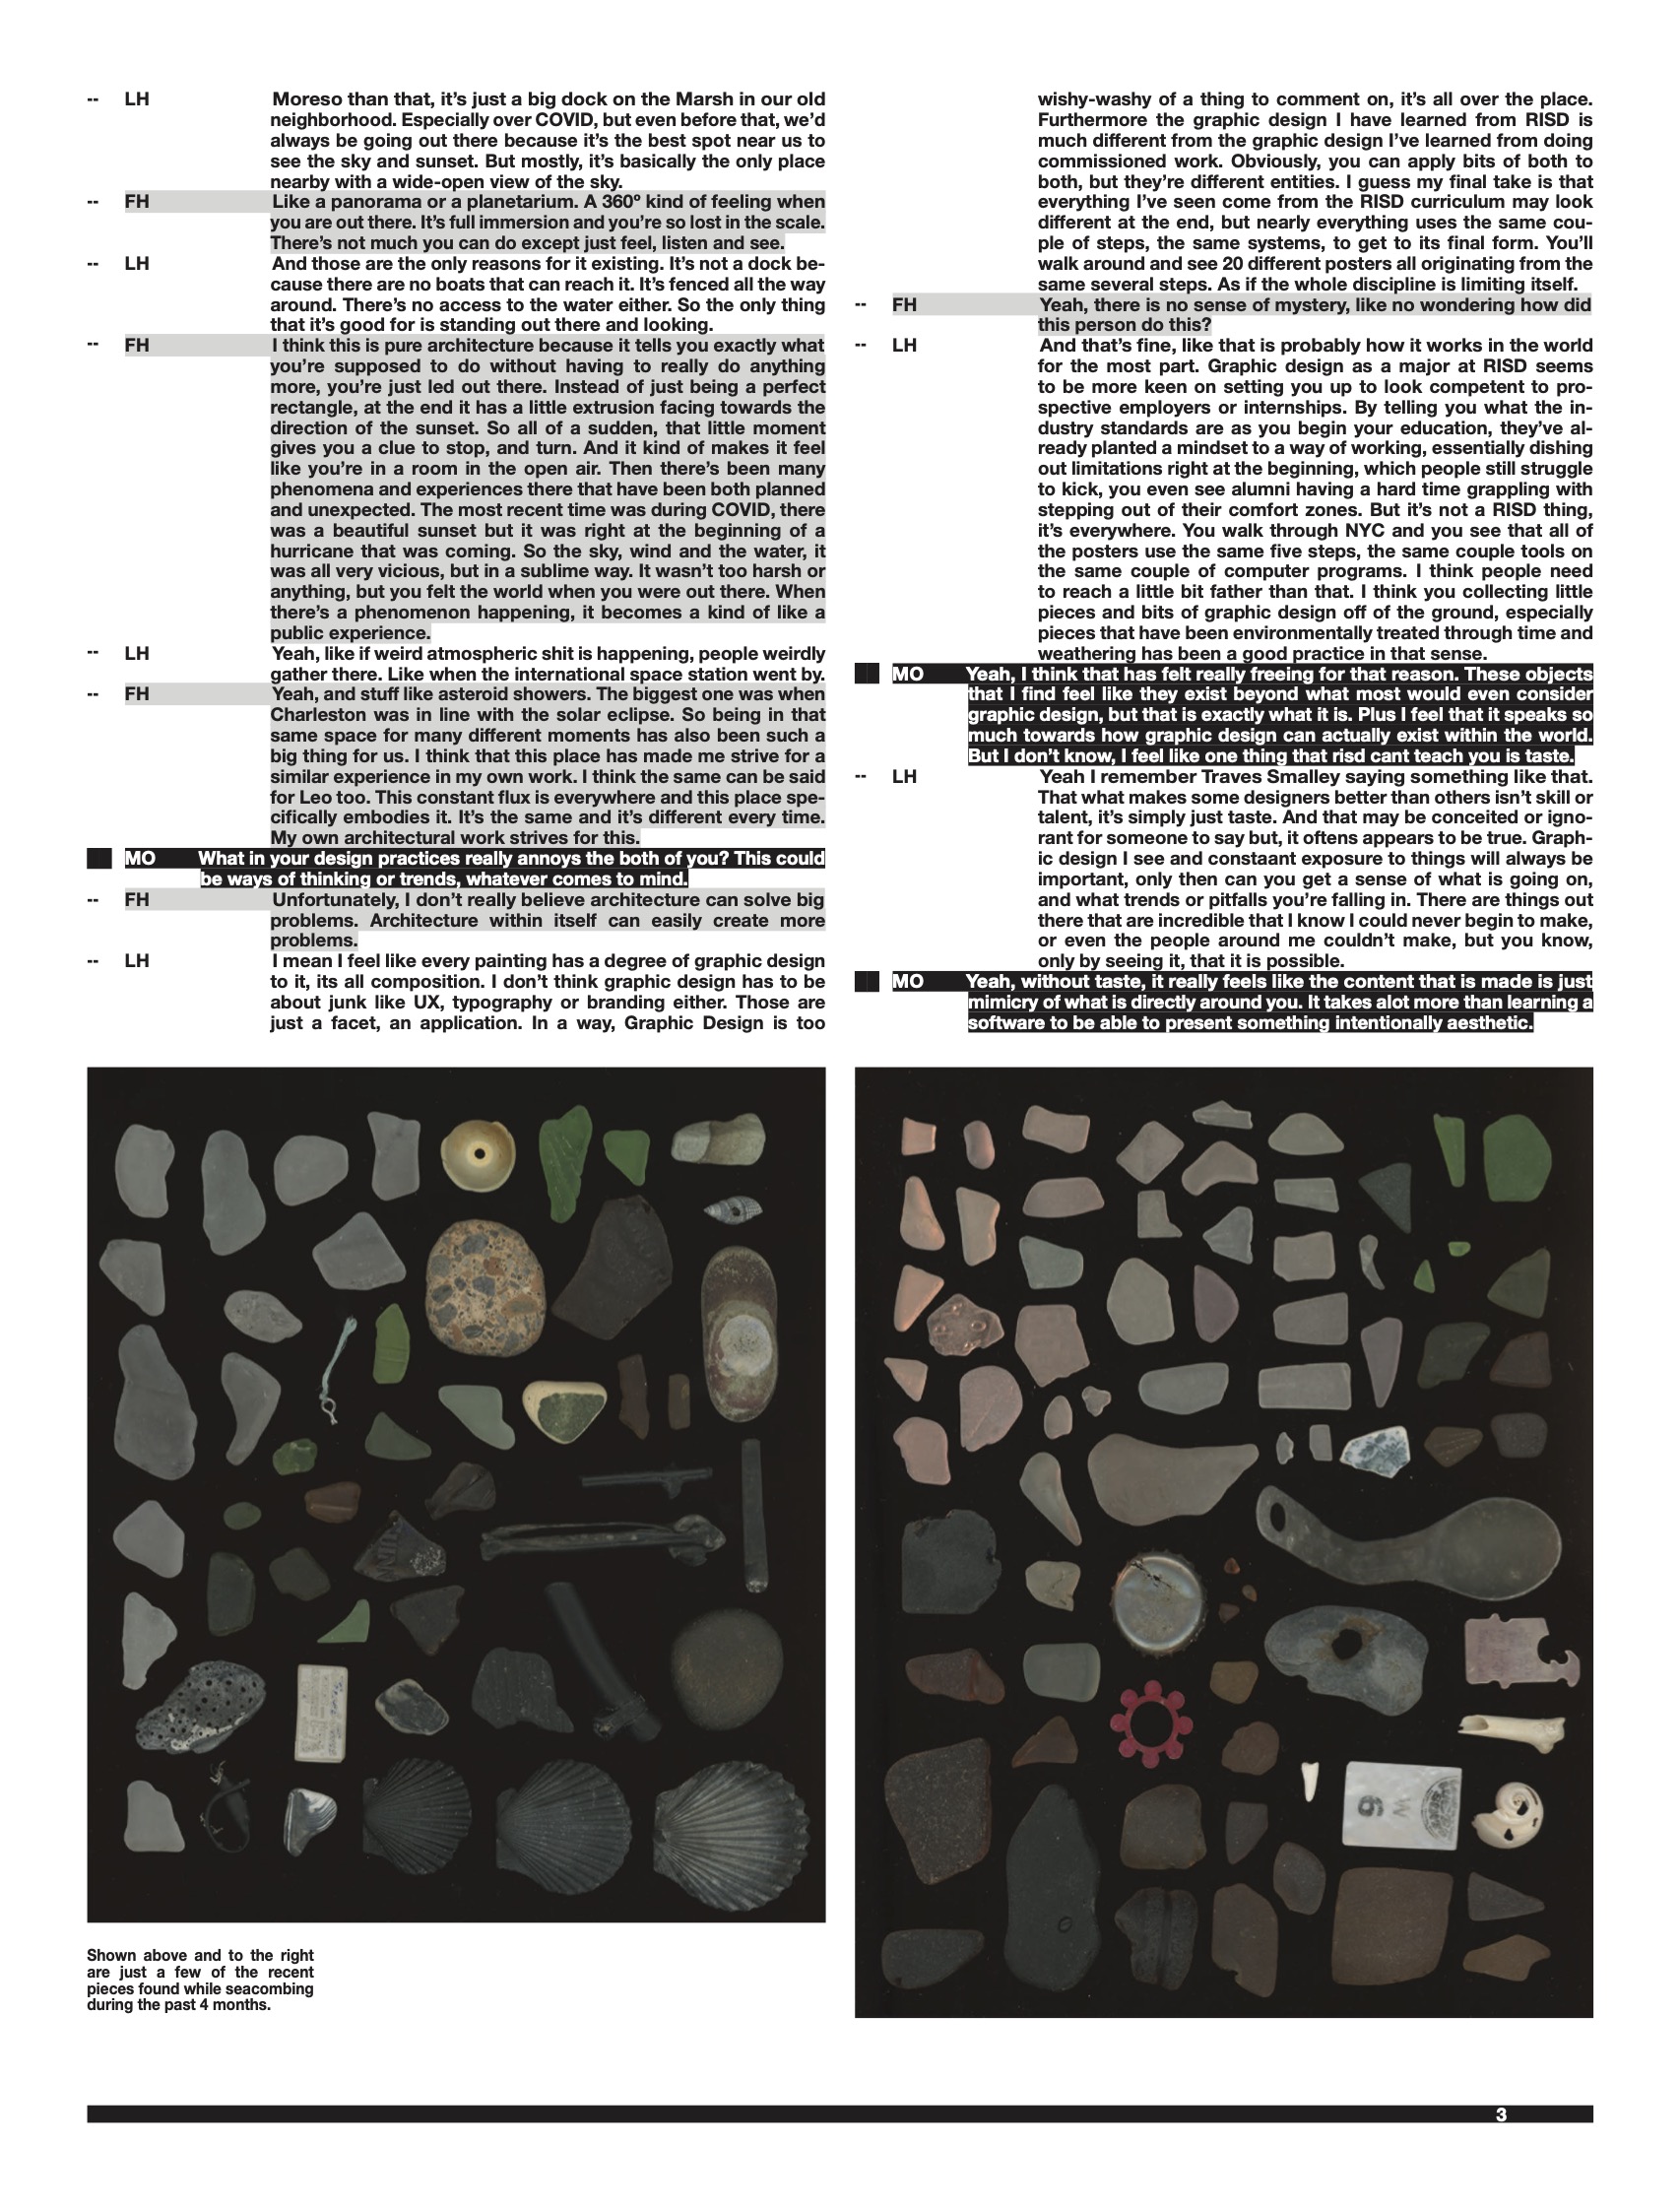 -- LH Moreso than that, it’s just a big dock on the Marsh in our old
neighborhood. Especially over COVID, but even before that, we’d
always be going out there because it’s the best spot near us to
see the sky and sunset. But mostly, it’s basically the only place
nearby with a wide-open view of the sky.
-- FH Like a panorama or a planetarium. A 360º kind of feeling when
you are out there. It’s full immersion and you’re so lost in the scale.
There’s not much you can do except just feel, listen and see.
-- LH And those are the only reasons for it existing. It’s not a dock be-
cause there are no boats that can reach it. It’s fenced all the way
around. There’s no access to the water either. So the only thing
that it’s good for is standing out there and looking.
-- FH I think this is pure architecture because it tells you exactly what
you’re supposed to do without having to really do anything
more, you’re just led out there. Instead of just being a perfect
rectangle, at the end it has a little extrusion facing towards the
direction of the sunset. So all of a sudden, that little moment
gives you a clue to stop, and turn. And it kind of makes it feel
like you’re in a room in the open air. Then there’s been many
phenomena and experiences there that have been both planned
and unexpected. The most recent time was during COVID, there
was a beautiful sunset but it was right at the beginning of a
hurricane that was coming. So the sky, wind and the water, it
was all very vicious, but in a sublime way. It wasn’t too harsh or
anything, but you felt the world when you were out there. When
there’s a phenomenon happening, it becomes a kind of like a
public experience.
-- LH Yeah, like if weird atmospheric shit is happening, people weirdly
gather there. Like when the international space station went by.
-- FH Yeah, and stuff like asteroid showers. The biggest one was when
Charleston was in line with the solar eclipse. So being in that
same space for many different moments has also been such a
big thing for us. I think that this place has made me strive for a
similar experience in my own work. I think the same can be said
for Leo too. This constant flux is everywhere and this place spe-
cifically embodies it. It’s the same and it’s different every time.
My own architectural work strives for this.
MO What in your design practices really annoys the both of you? This could
be ways of thinking or trends, whatever comes to mind.
-- FH Unfortunately, I don’t really believe architecture can solve big
problems. Architecture within itself can easily create more
problems.
-- LH I mean I feel like every painting has a degree of graphic design
to it, its all composition. I don’t think graphic design has to be
about junk like UX, typography or branding either. Those are
just a facet, an application. In a way, Graphic Design is too
wishy-washy of a thing to comment on, it’s all over the place.
Furthermore the graphic design I have learned from RISD is
much different from the graphic design I’ve learned from doing
commissioned work. Obviously, you can apply bits of both to
both, but they’re different entities. I guess my final take is that
everything I’ve seen come from the RISD curriculum may look
different at the end, but nearly everything uses the same cou-
ple of steps, the same systems, to get to its final form. You’ll
walk around and see 20 different posters all originating from the
same several steps. As if the whole discipline is limiting itself.
-- FH Yeah, there is no sense of mystery, like no wondering how did
this person do this?
-- LH And that’s fine, like that is probably how it works in the world
for the most part. Graphic design as a major at RISD seems
to be more keen on setting you up to look competent to pro-
spective employers or internships. By telling you what the in-
dustry standards are as you begin your education, they’ve al-
ready planted a mindset to a way of working, essentially dishing
out limitations right at the beginning, which people still struggle
to kick, you even see alumni having a hard time grappling with
stepping out of their comfort zones. But it’s not a RISD thing,
it’s everywhere. You walk through NYC and you see that all of
the posters use the same five steps, the same couple tools on
the same couple of computer programs. I think people need
to reach a little bit father than that. I think you collecting little
pieces and bits of graphic design off of the ground, especially
pieces that have been environmentally treated through time and
weathering has been a good practice in that sense.
MO Yeah, I think that has felt really freeing for that reason. These objects
that I find feel like they exist beyond what most would even consider
graphic design, but that is exactly what it is. Plus I feel that it speaks so
much towards how graphic design can actually exist within the world.
But I don’t know, I feel like one thing that risd cant teach you is taste.
-- LH Yeah I remember Traves Smalley saying something like that.
That what makes some designers better than others isn’t skill or
talent, it’s simply just taste. And that may be conceited or igno-
rant for someone to say but, it oftens appears to be true. Graph-
ic design I see and constaant exposure to things will always be
important, only then can you get a sense of what is going on,
and what trends or pitfalls you’re falling in. There are things out
there that are incredible that I know I could never begin to make,
or even the people around me couldn’t make, but you know,
only by seeing it, that it is possible.
MO Yeah, without taste, it really feels like the content that is made is just
mimicry of what is directly around you. It takes alot more than learning a
software to be able to present something intentionally aesthetic.
W
6
Shown above and to the right
are just a few of the recent
pieces found while seacombing
during the past 4 months.
3